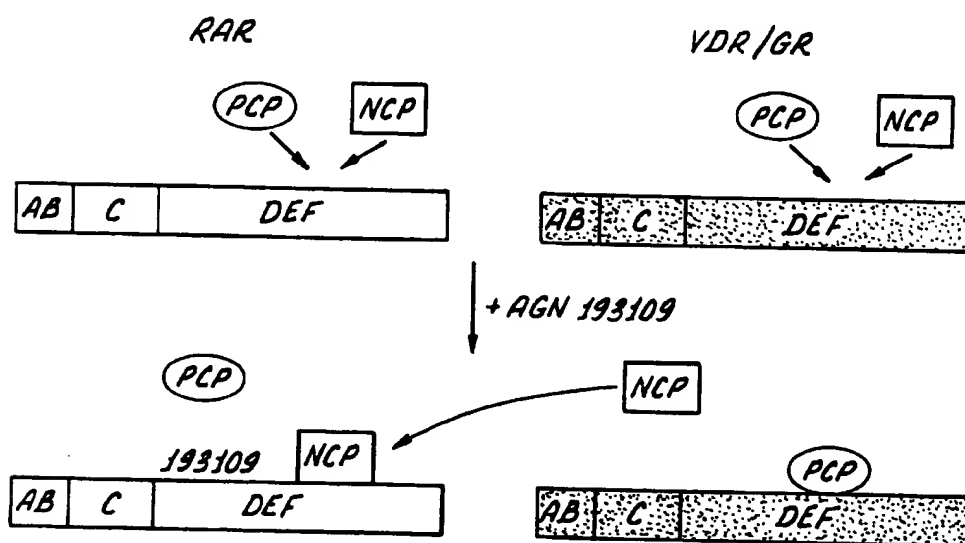 RAR VDR/GR
PCP NCP PCP NCP
AB C DEF AB C DEF
+ AGN 193109
PCP NCP
193109 NCP PCP
AB C DEF AB C DEF